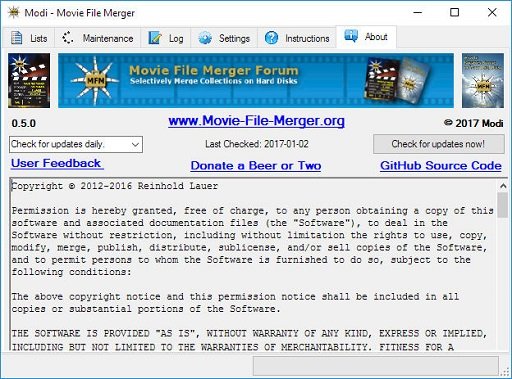 Modi - Movie File Merger
Lists
Maintenance
Log
Settings
Instructions
About
MFM
MFM
Movie File Merger Forum
Selectively Merge Collections on Hard Disks
0.5.0
www.Movie-File-Merger.org
© 2017 Modi
Check for updates daily.
Last Checked: 2017-01-02
Check for updates now!
User Feedback
Donate a Beer or Two
GitHub Source Code
Copyright © 2012-2016 Reinhold Lauer
Permission is hereby granted, free of charge, to any person obtaining a copy of this
software and associated documentation files (the "Software"), to deal in the
Software without restriction, including without limitation the rights to use, copy,
modify, merge, publish, distribute, sublicense, and/or sell copies of the Software,
and to permit persons to whom the Software is furnished to do so, subject to the
following conditions:
The above copyright notice and this permission notice shall be included in all
copies or substantial portions of the Software.
THE SOFTWARE IS PROVIDED "AS IS", WITHOUT WARRANTY OF ANY KIND, EXPRESS OR IMPLIED,
INCLUDING BUT NOT LIMITED TO THE WARRANTIES OF MERCHANTABILITY, FITNESS FOR A